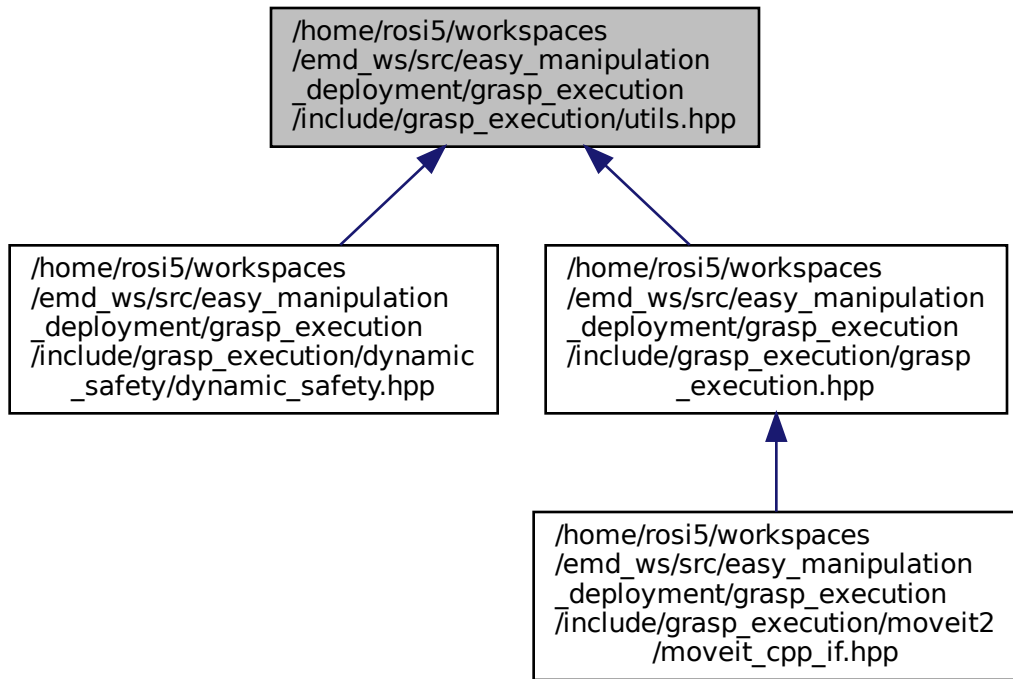 /home/rosi5/workspaces
/emd_ws/src/easy_manipulation
_deployment/grasp_execution
/include/grasp_execution/utils.hpp
/home/rosi5/workspaces
/emd_ws/src/easy_manipulation
_deployment/grasp_execution
/include/grasp_execution/dynamic
_safety/dynamic_safety.hpp
/home/rosi5/workspaces
/emd_ws/src/easy_manipulation
_deployment/grasp_execution
/include/grasp_execution/grasp
_execution.hpp
/home/rosi5/workspaces
/emd_ws/src/easy_manipulation
_deployment/grasp_execution
/include/grasp_execution/moveit2
/moveit_cpp_if.hpp